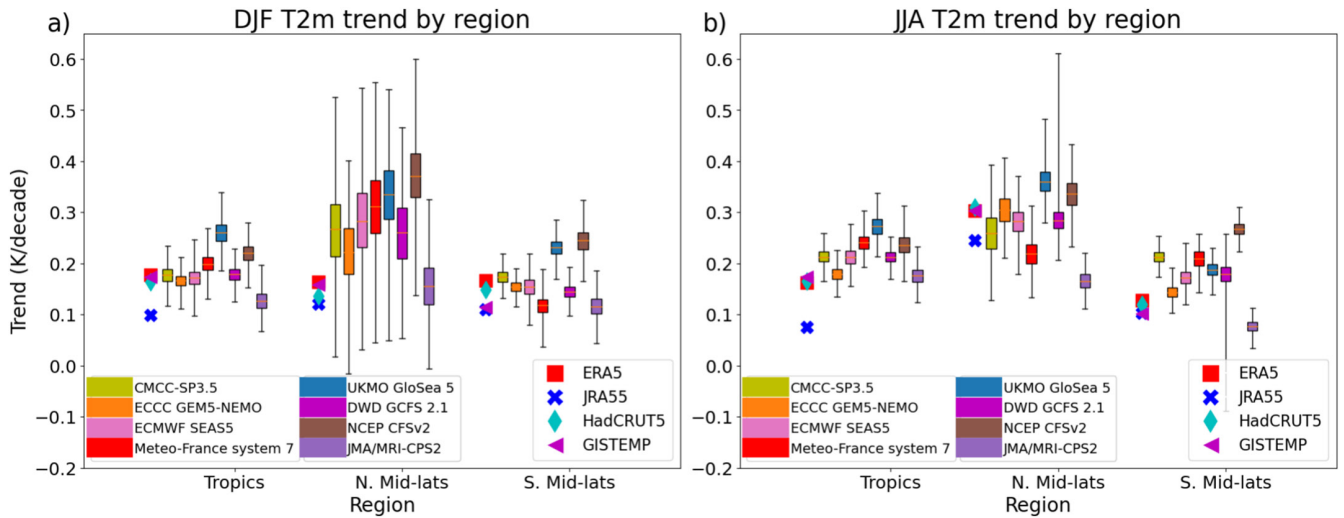 a)
DJF T2m trend by region
Trend (K/decade)
0.6
0.5
0.4
0.3
0.2
0.1
0.0
−0.1
−0.2
CMCC-SP3.5
ECCC GEM5-NEMO
ECMWF SEAS5
Meteo-France system 7
UKMO GloSea 5
DWD GCFS 2.1
NCEP CFSv2
JMA/MRI-CPS2
ERA5
JRA55
HadCRUT5
GISTEMP
Tropics
N. Mid-lats
S. Mid-lats
Region
b)
JJA T2m trend by region
0.6
0.5
0.4
0.3
0.2
0.1
0.0
−0.1
−0.2
CMCC-SP3.5
ECCC GEM5-NEMO
ECMWF SEAS5
Meteo-France system 7
UKMO GloSea 5
DWD GCFS 2.1
NCEP CFSv2
JMA/MRI-CPS2
ERA5
JRA55
HadCRUT5
GISTEMP
Tropics
N. Mid-lats
S. Mid-lats
Region